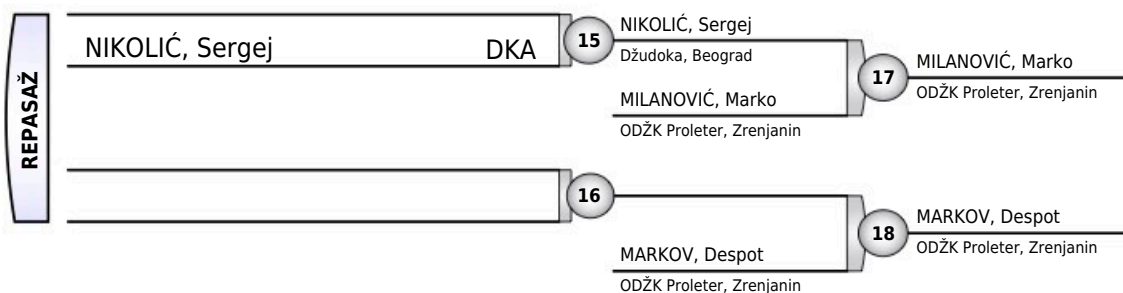 REPASAŽ
NIKOLIĆ, Sergej DKA
15
NIKOLIĆ, Sergej
Džudoka, Beograd
MILANOVIĆ, Marko
ODŽK Proleter, Zrenjanin
17
MILANOVIĆ, Marko
ODŽK Proleter, Zrenjanin
16
MARKOV, Despot
ODŽK Proleter, Zrenjanin
18
MARKOV, Despot
ODŽK Proleter, Zrenjanin